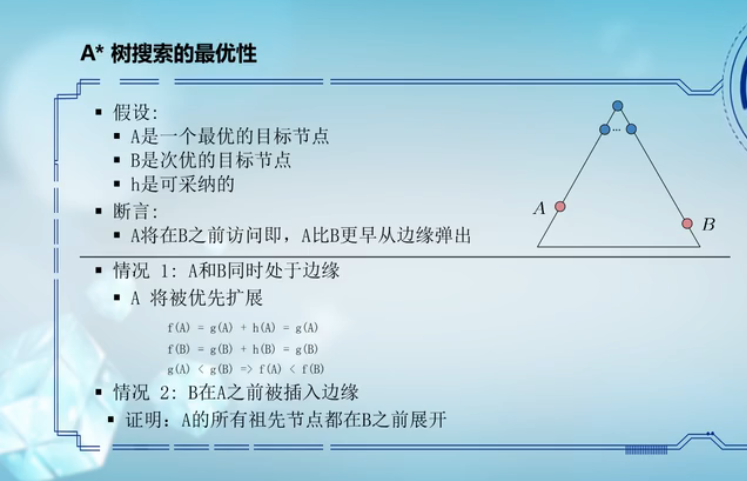 A* 树搜索的最优性
▪ 假设:
▪ A是一个最优的目标节点
▪ B是次优的目标节点
▪ h是可采纳的
▪ 断言:
▪ A将在B之前访问即，A比B更早从边缘弹出
A
B
▪ 情况 1: A和B同时处于边缘
▪ A 将被优先扩展
f(A) = g(A) + h(A) = g(A)
f(B) = g(B) + h(B) = g(B)
g(A) < g(B) => f(A) < f(B)
▪ 情况 2: B在A之前被插入边缘
▪ 证明: A的所有祖先节点都在B之前展开